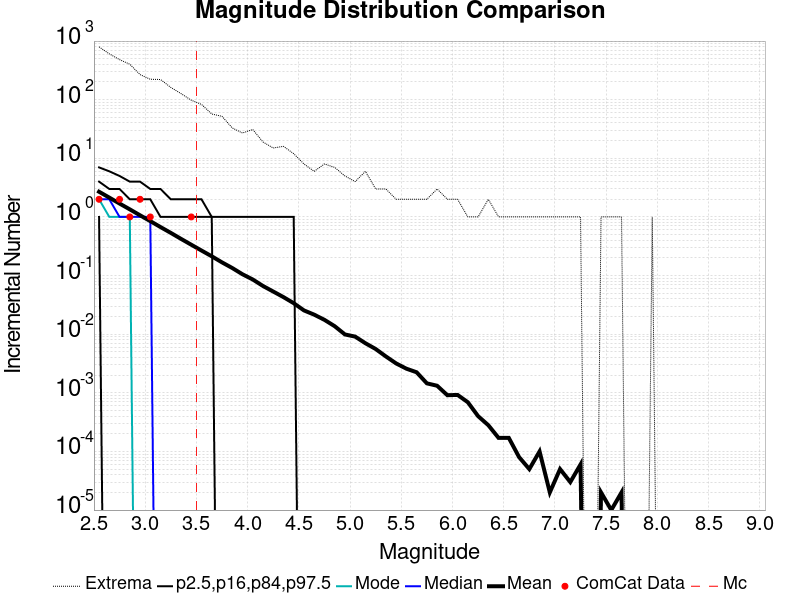 Magnitude Distribution Comparison
Incremental Number
10^3
10^2
10^1
10^0
10^-1
10^-2
10^-3
10^-4
10^-5
2.5 3.0 3.5 4.0 4.5 5.0 5.5 6.0 6.5 7.0 7.5 8.0 8.5 9.0
Magnitude
Extrema p2.5,p16,p84,p97.5 Mode Median Mean ComCat Data Mc